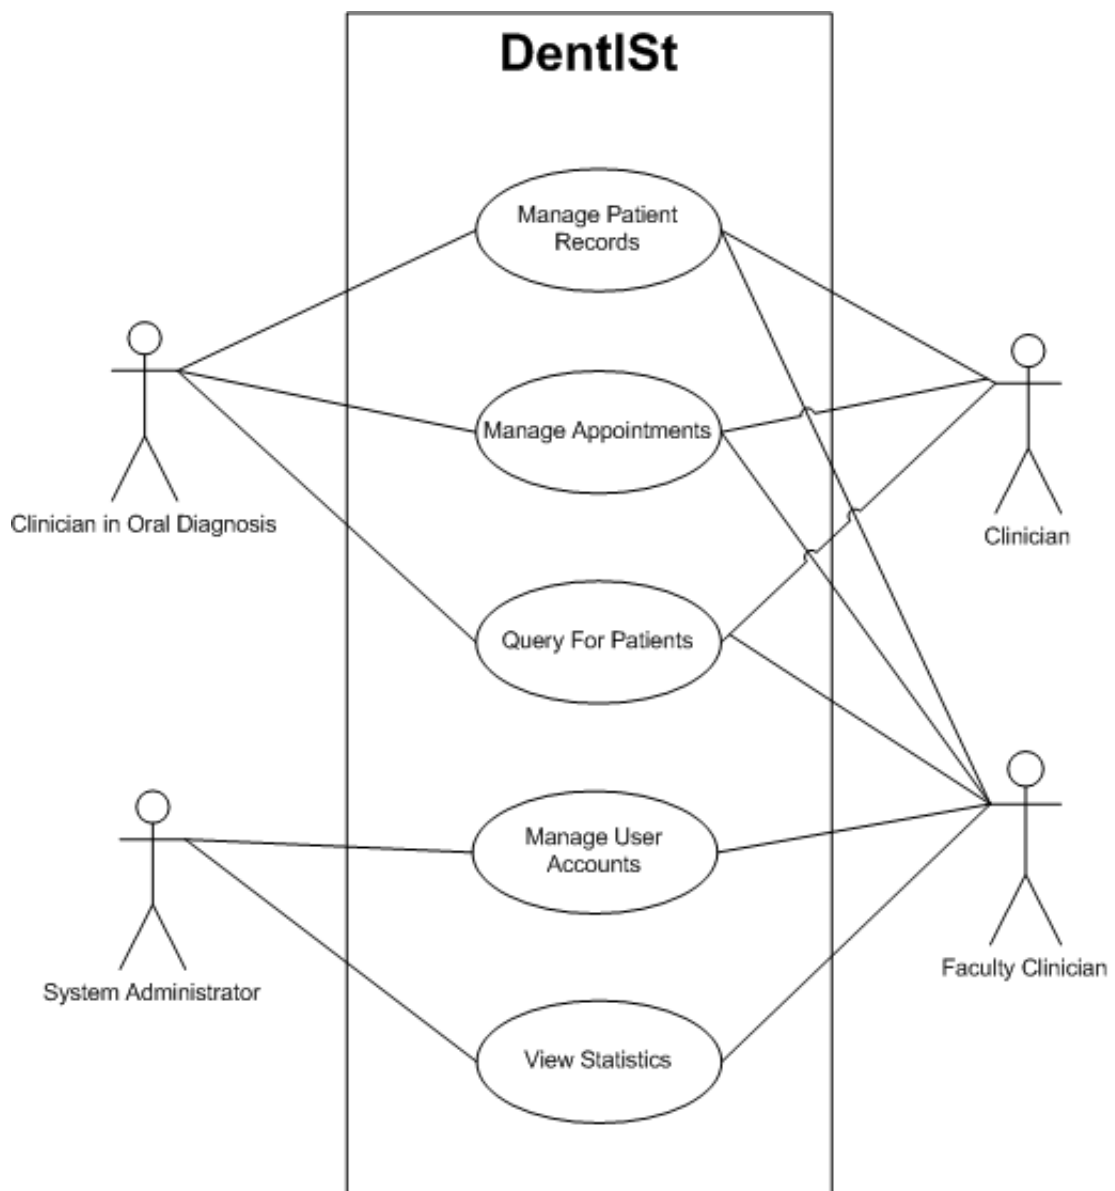 DentISt
Manage Patient
Records
Manage Appointments
Clinician in Oral Diagnosis
Clinician
Query For Patients
Manage User
Accounts
System Administrator
Faculty Clinician
View Statistics